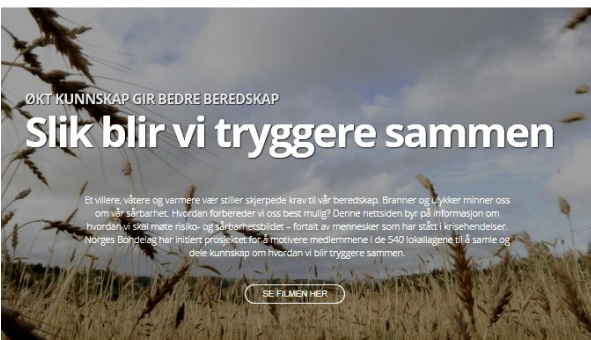 ØKT KUNNSKAP GIR BEDRE BEREDSKAP
Slik blir vi tryggere sammen
Et villere, våtere og varmere vær stiller skjerpede krav til vår beredskap. Branner og ulykker minner oss
om vår sårbarhet. Hvordan forbereder vi oss best mulig? Denne nettsiden byr på informasjon om
hvordan vi skal møte risiko- og sårbarhetsbildet – fortalt av mennesker som har stått i krisehendelser.
Norges Bondelag har initiert prosjektet for å motivere medlemmene i de 540 lokallagene til å samle og
dele kunnskap om hvordan vi blir tryggere sammen.
SE FILMEN HER